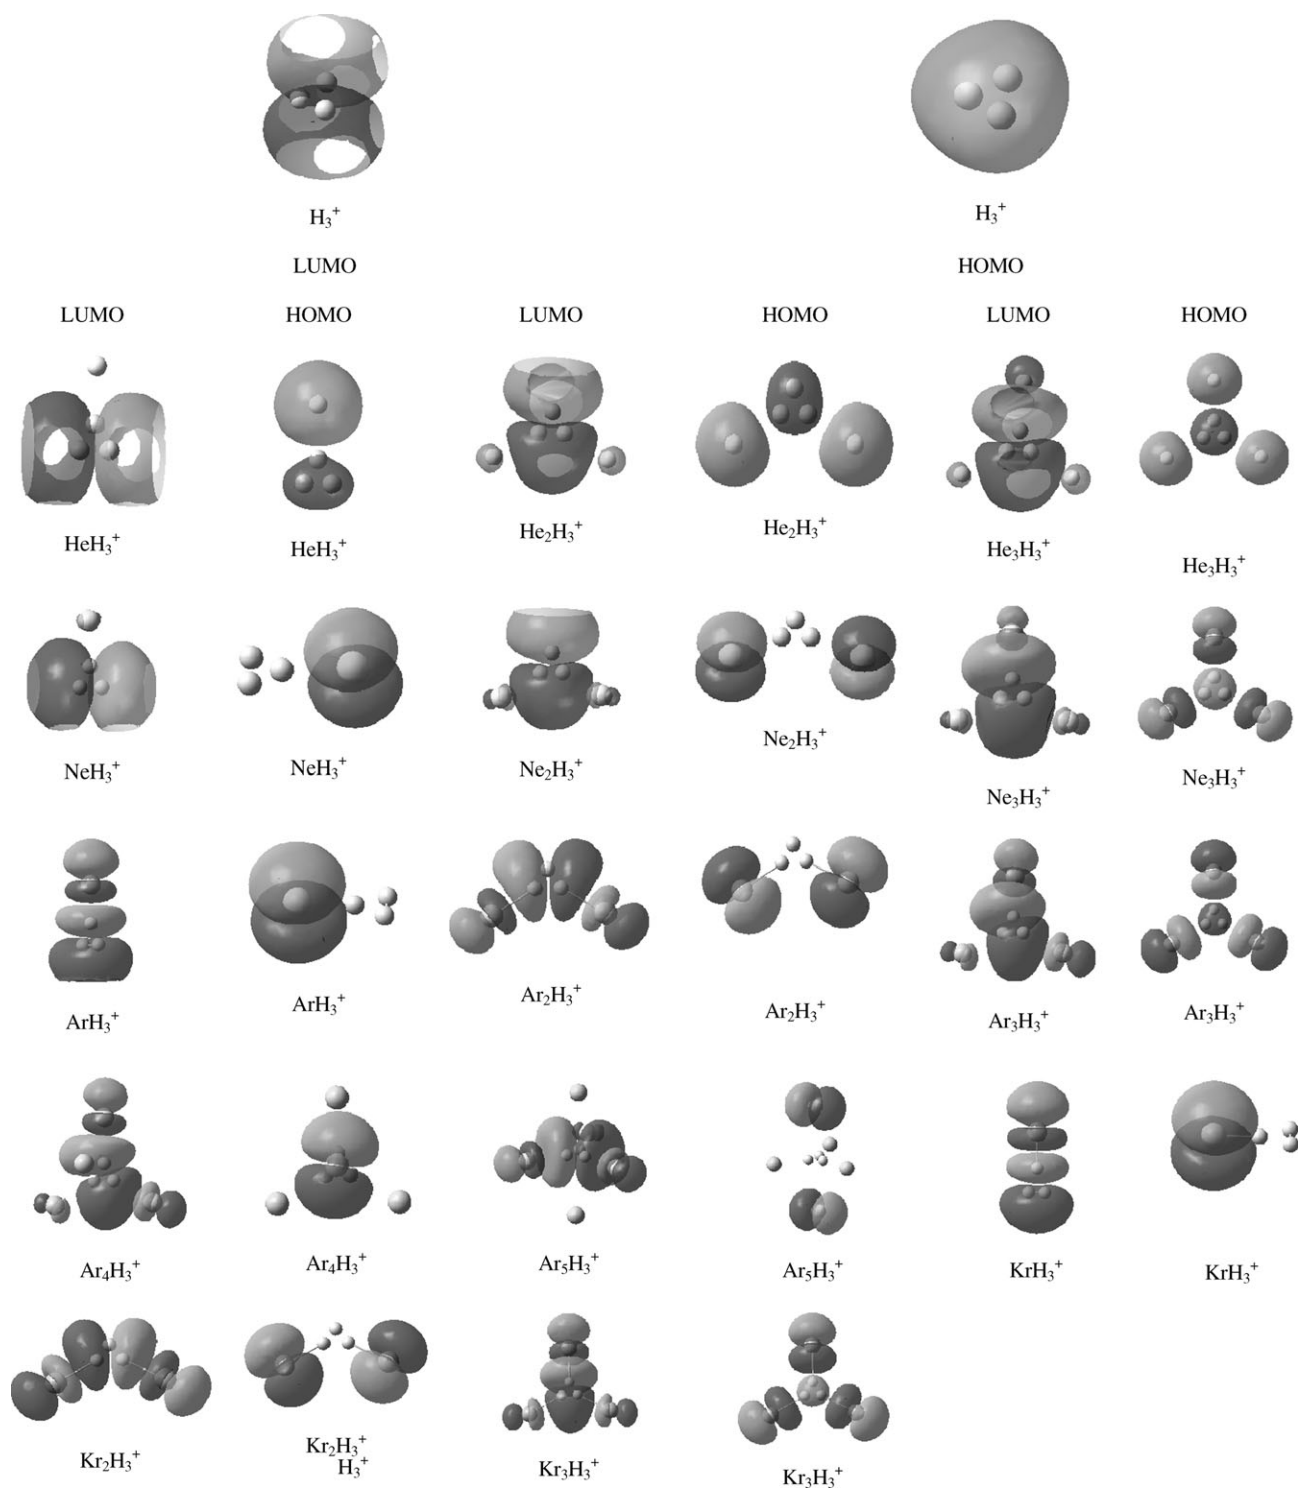 H₃⁺ H₃⁺
LUMO HOMO
LUMO HOMO LUMO HOMO LUMO HOMO
HeH₃⁺ HeH₃⁺ He₂H₃⁺ He₂H₃⁺ He₃H₃⁺ He₃H₃⁺
NeH₃⁺ NeH₃⁺ Ne₂H₃⁺ Ne₂H₃⁺ Ne₃H₃⁺ Ne₃H₃⁺
ArH₃⁺ ArH₃⁺ Ar₂H₃⁺ Ar₂H₃⁺ Ar₃H₃⁺ Ar₃H₃⁺
Ar₄H₃⁺ Ar₄H₃⁺ Ar₅H₃⁺ Ar₅H₃⁺ KrH₃⁺ KrH₃⁺
Kr₂H₃⁺ Kr₂H₃⁺ Kr₃H₃⁺ Kr₃H₃⁺
H₃⁺